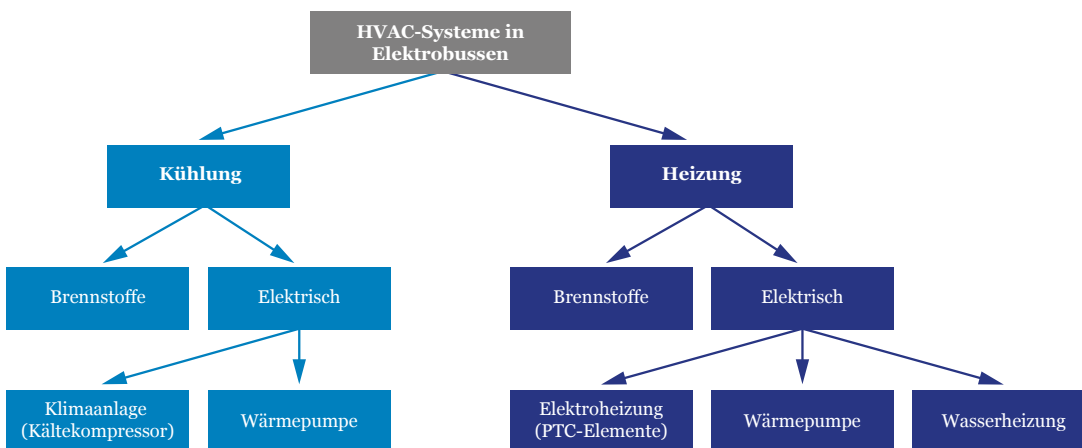 HVAC-Systeme in
Elektrobussen
Kühlung
Heizung
Brennstoffe
Elektrisch
Brennstoffe
Elektrisch
Klimaanlage
(Kältekompressor)
Wärmepumpe
Elektroheizung
(PTC-Elemente)
Wärmepumpe
Wasserheizung